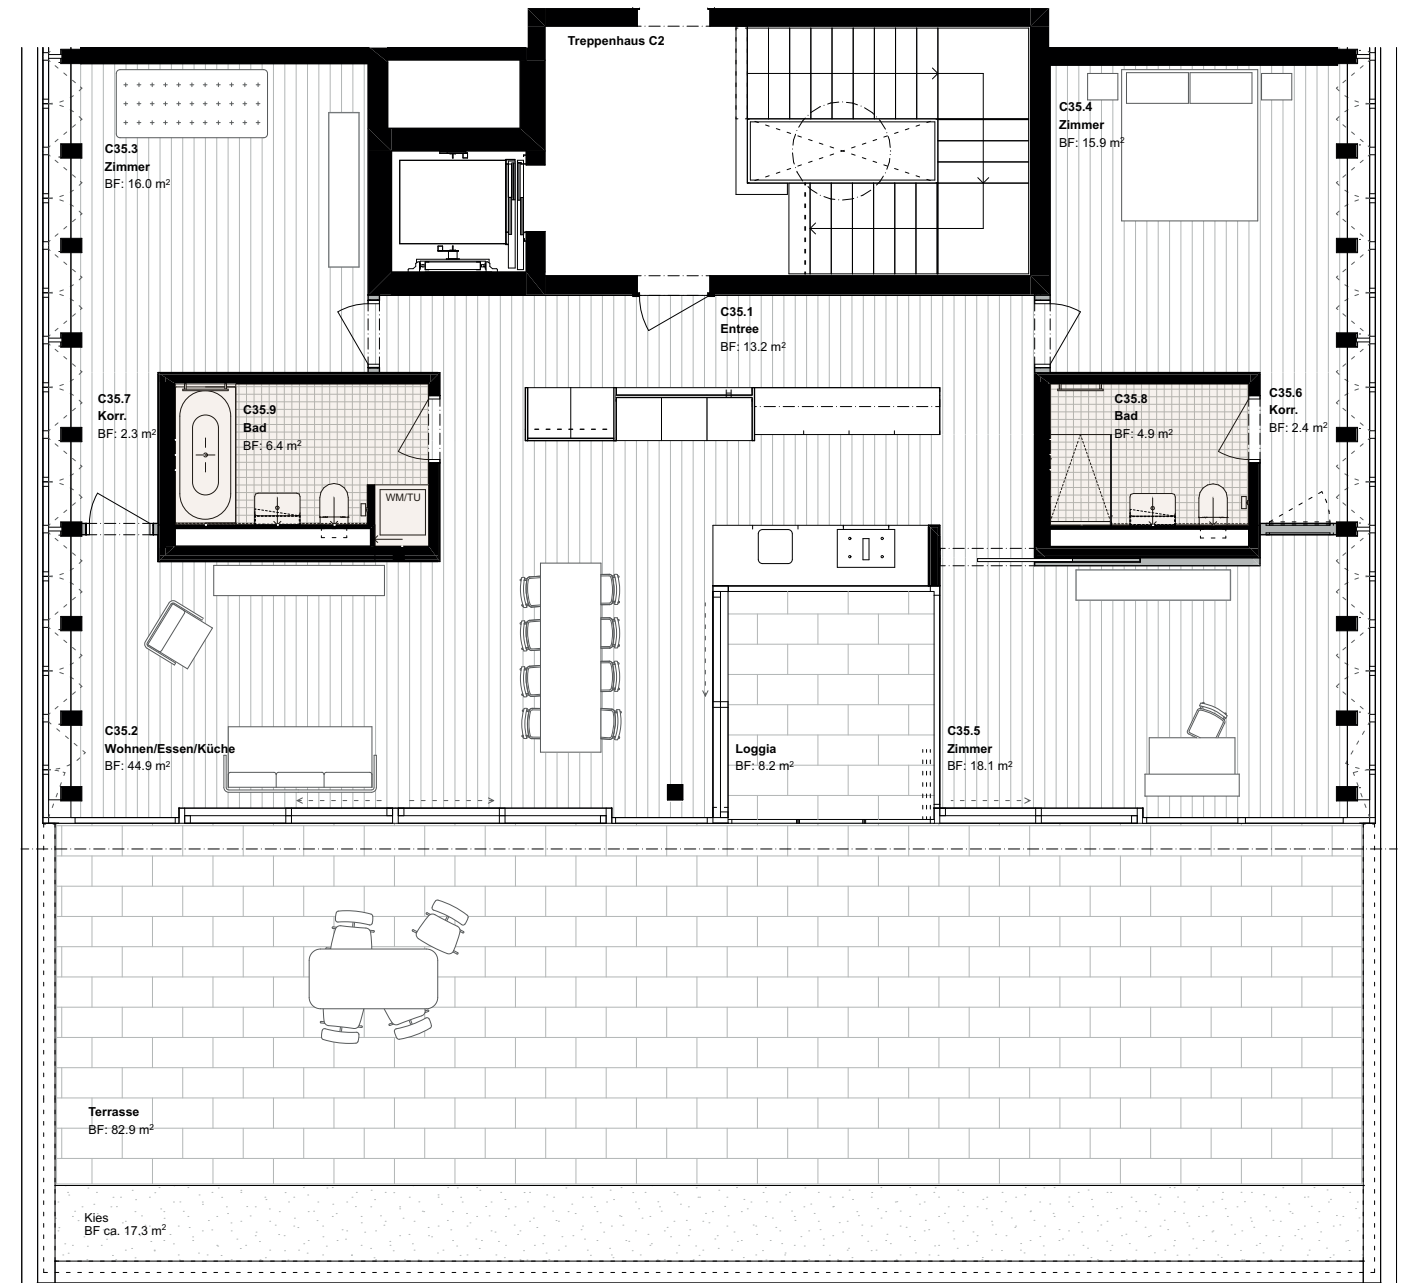 Treppenhaus C2
C35.3
Zimmer
BF: 16.0 m²
C35.4
Zimmer
BF: 15.9 m²
C35.1
Entree
BF: 13.2 m²
C35.7
Korr.
BF: 2.3 m²
C35.9
Bad
BF: 6.4 m²
WM/TU
C35.8
Bad
BF: 4.9 m²
C35.6
Korr.
BF: 2.4 m²
C35.2
Wohnen/Essen/Küche
BF: 44.9 m²
Loggia
BF: 8.2 m²
C35.5
Zimmer
BF: 18.1 m²
Terrasse
BF: 82.9 m²
Kies
BF ca. 17.3 m²